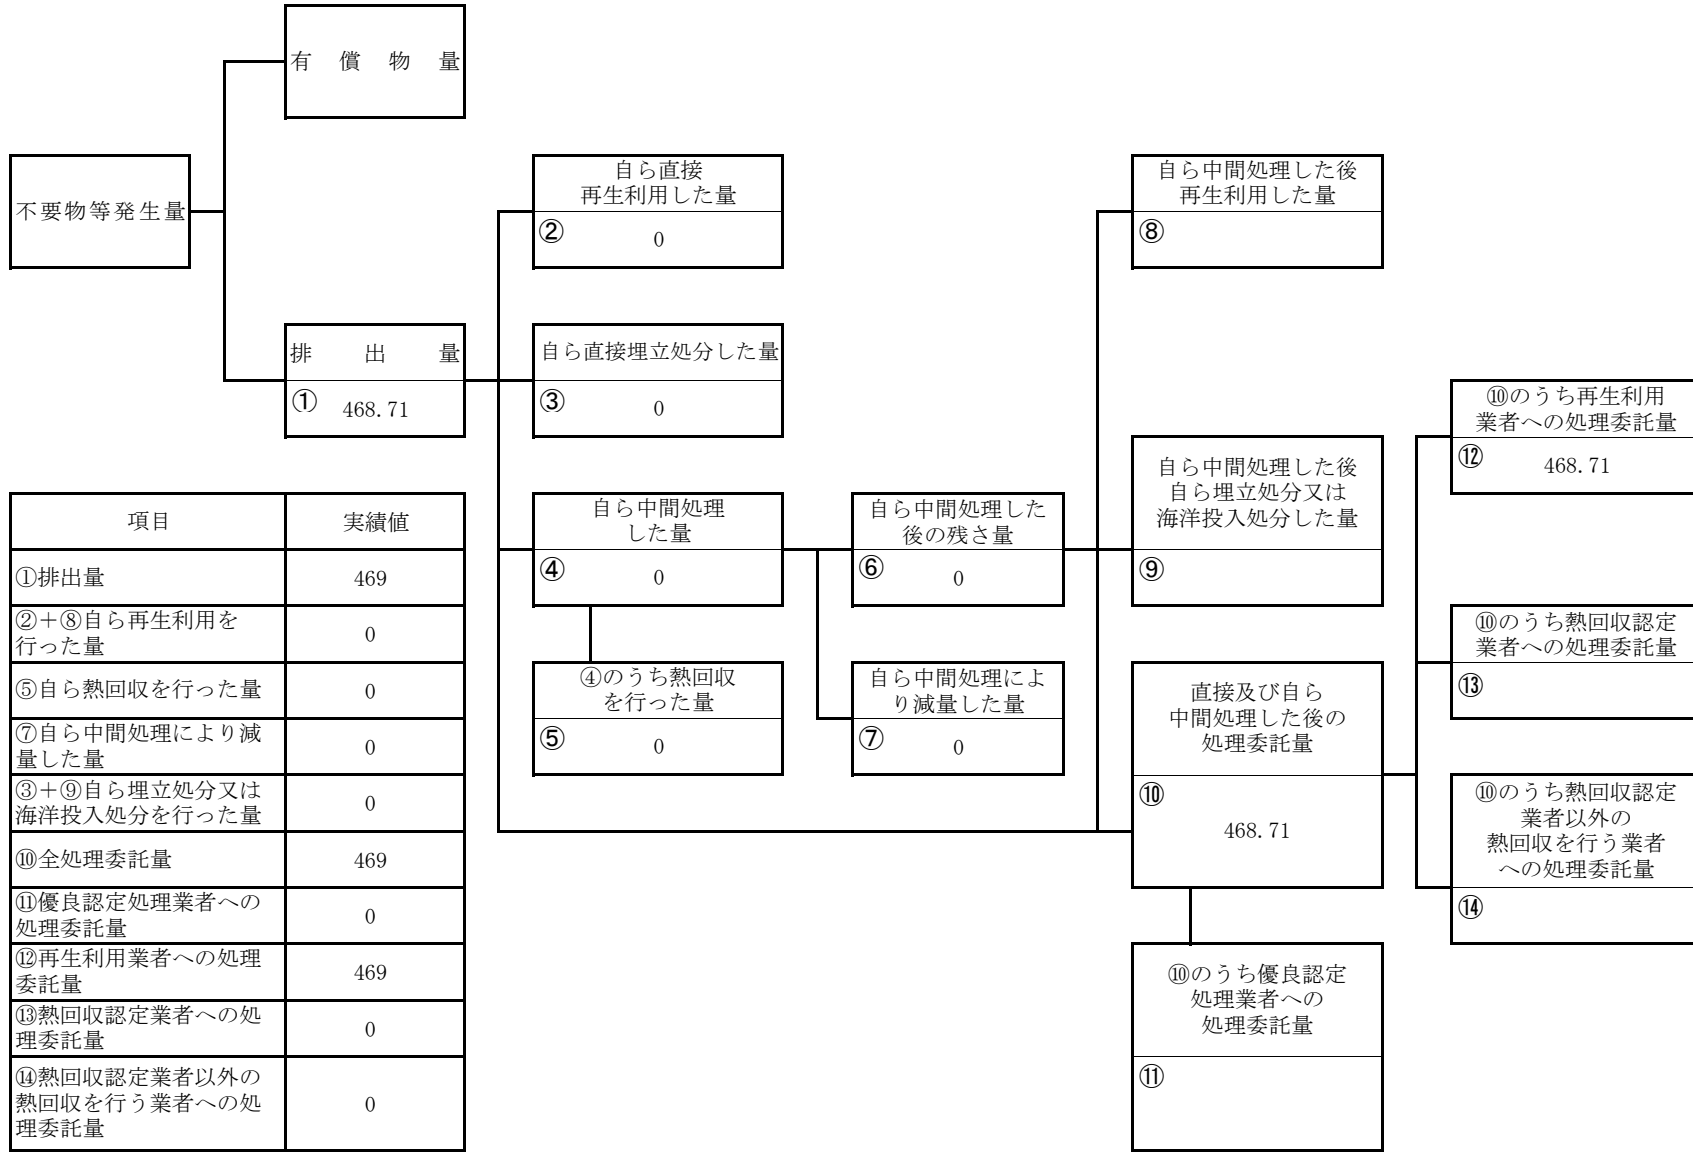 有償物量
不要物等発生量
排出量
① 468.71
自ら直接
再生利用した量
② 0
自ら直接埋立処分した量
③ 0
自ら中間処理
した量
④ 0
④のうち熱回収
を行った量
⑤ 0
自ら中間処理した
後の残さ量
⑥ 0
自ら中間処理によ
り減量した量
⑦ 0
自ら中間処理した後
再生利用した量
⑧
自ら中間処理した後
自ら埋立処分又は
海洋投入処分した量
⑨
直接及び自ら
中間処理した後の
処理委託量
⑩
468.71
⑩のうち優良認定
処理業者への
処理委託量
⑪
⑩のうち再生利用
業者への処理委託量
⑫ 468.71
⑩のうち熱回収認定
業者への処理委託量
⑬
⑩のうち熱回収認定
業者以外の
熱回収を行う業者
への処理委託量
⑭
項目 実績値
①排出量 469
②+⑧自ら再生利用を
行った量 0
⑤自ら熱回収を行った量 0
⑦自ら中間処理により減
量した量 0
③+⑨自ら埋立処分又は
海洋投入処分を行った量 0
⑩全処理委託量 469
⑪優良認定処理業者への
処理委託量 0
⑫再生利用業者への処理
委託量 469
⑬熱回収認定業者への処
理委託量 0
⑭熱回収認定業者以外の
熱回収を行う業者への処
理委託量 0